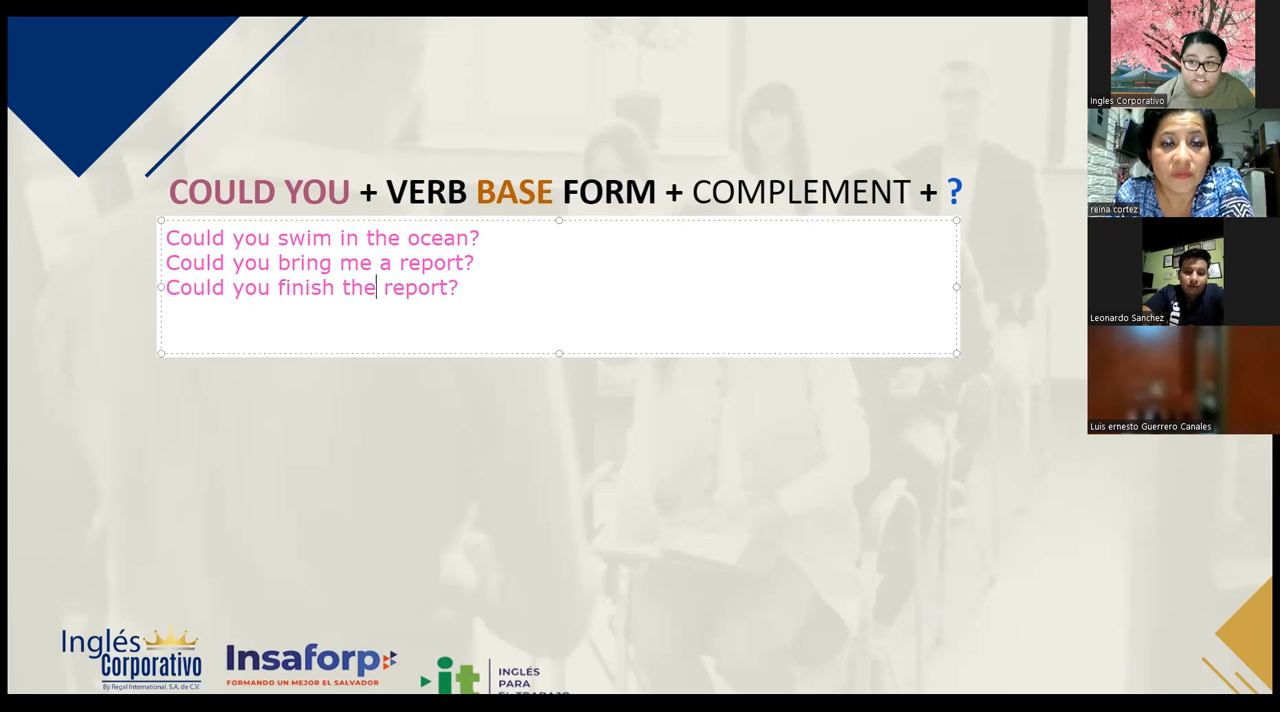 COULD YOU + VERB BASE FORM + COMPLEMENT + ?
Could you swim in the ocean?
Could you bring me a report?
Could you finish the report?
Ingles Corporativo
reina cortez
Leonardo Sanchez
Luis ernesto Guerrero Canales
Inglés
Corporativo
By Regal International, S.A. de C.V.
Insaforp
FORMANDO UN MEJOR EL SALVADOR
it
INGLÉS
PARA
EL TRABAJO